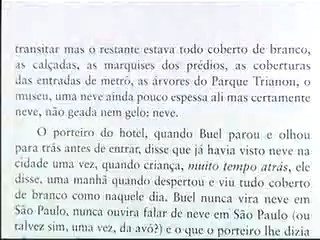 transitar mas o restante estava todo coberto de branco,
as calçadas, as marquises dos prédios, as coberturas
das entradas de metrô, as árvores do Parque Trianon, o
museu, uma neve ainda pouco espessa ali mas certamente
neve, não geada nem gelo: neve.
O porteiro do hotel, quando Buel parou e olhou
para trás antes de entrar, disse que já havia visto neve na
cidade uma vez, quando criança, muito tempo atrás, ele
disse, uma manhã quando despertou e viu tudo coberto
de branco como naquele dia. Buel nunca vira neve em
São Paulo, nunca ouvira falar de neve em São Paulo (ou
talvez sim, uma vez, da avó?) e o que o porteiro lhe dizia